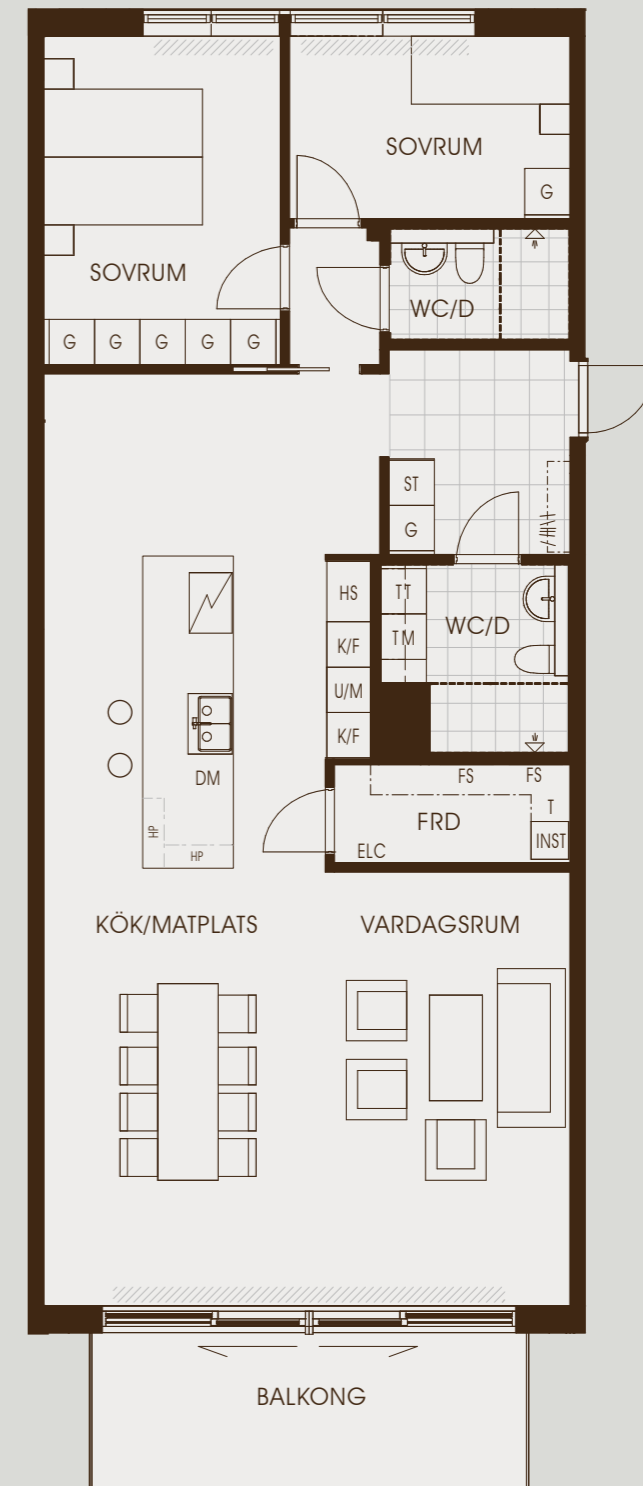 SOVRUM
G
SOVRUM
WC/D
G G G G G
ST
G
HS
TT
WC/D
K/F
TM
U/M
K/F
DM
FS FS
T
FRD
HP
INST
ELC
HP
KÖK/MATPLATS VARDAGSRUM
BALKONG